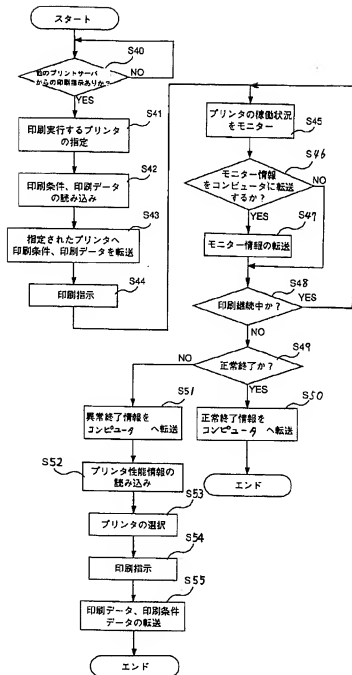 スタート
S40
他のプリントサーバ
からの印刷指示ありか?
NO
YES
S41
印刷実行するプリンタ
の指定
S42
印刷条件、印刷データ
の読み込み
S43
指定されたプリンタへ
印刷条件、印刷データを転送
S44
印刷指示
プリンタの稼働状況
をモニター
S45
モニター情報
をコンピュータに転送
するか?
S46
NO
YES
S47
モニター情報の転送
S48
印刷継続中か?
YES
NO
S49
正常終了か?
NO
YES
S50
正常終了情報を
コンピュータ へ転送
エンド
S51
異常終了情報を
コンピュータ へ転送
S52
プリンタ性能情報の
読み込み
S53
プリンタの選択
S54
印刷指示
S55
印刷データ、印刷条件
データの転送
エンド